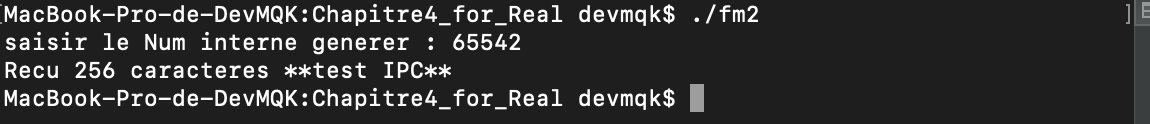 MacBook-Pro-de-DevMQK:Chapitre4_for_Real devmqk$ ./fm2
saisir le Num interne generer : 65542
Recu 256 caracteres **test IPC**
MacBook-Pro-de-DevMQK:Chapitre4_for_Real devmqk$